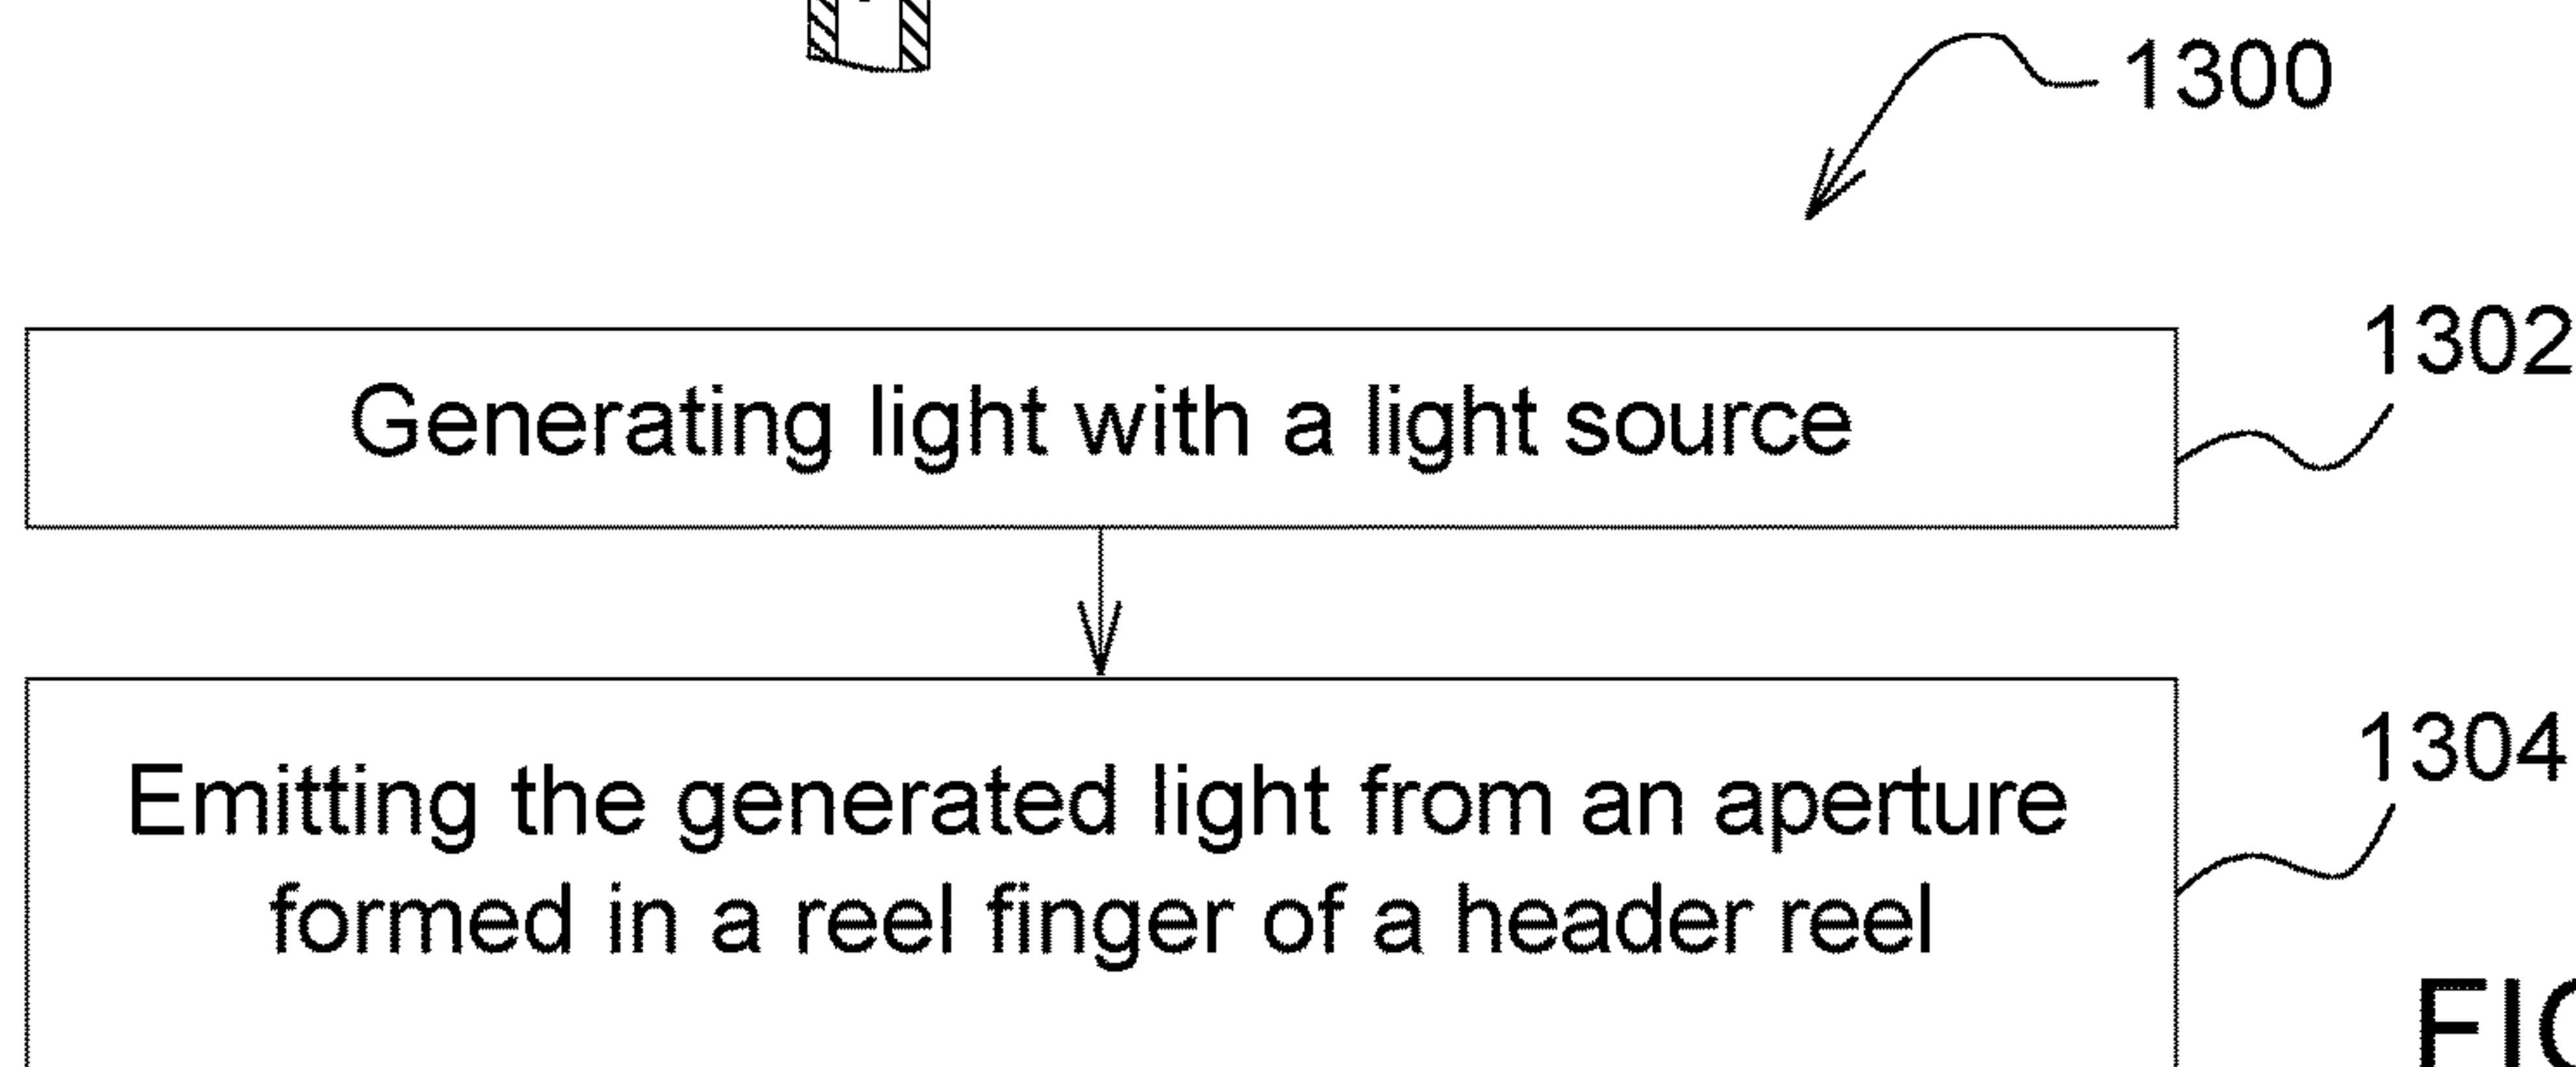 1300
1302
Generating light with a light source
1304
Emitting the generated light from an aperture
formed in a reel finger of a header reel